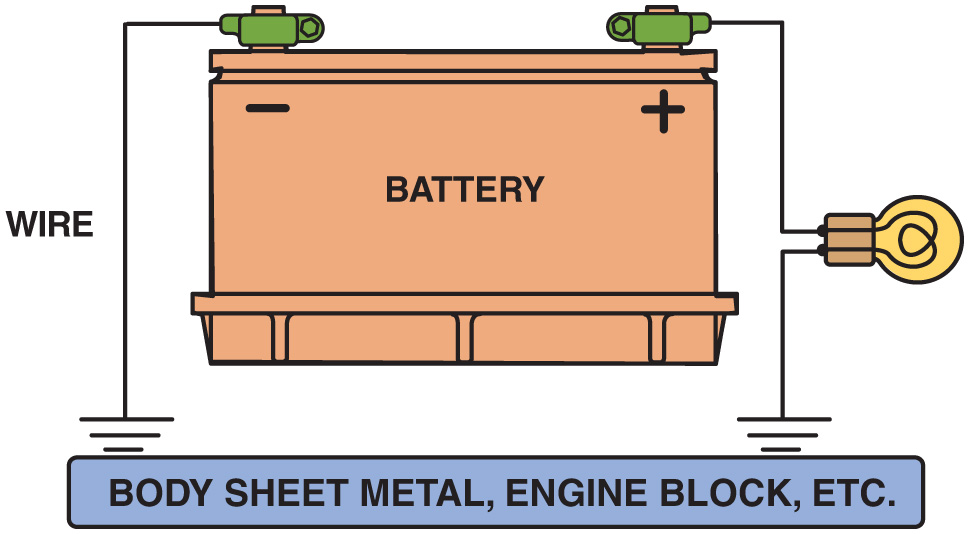 − +
BATTERY
WIRE
BODY SHEET METAL, ENGINE BLOCK, ETC.